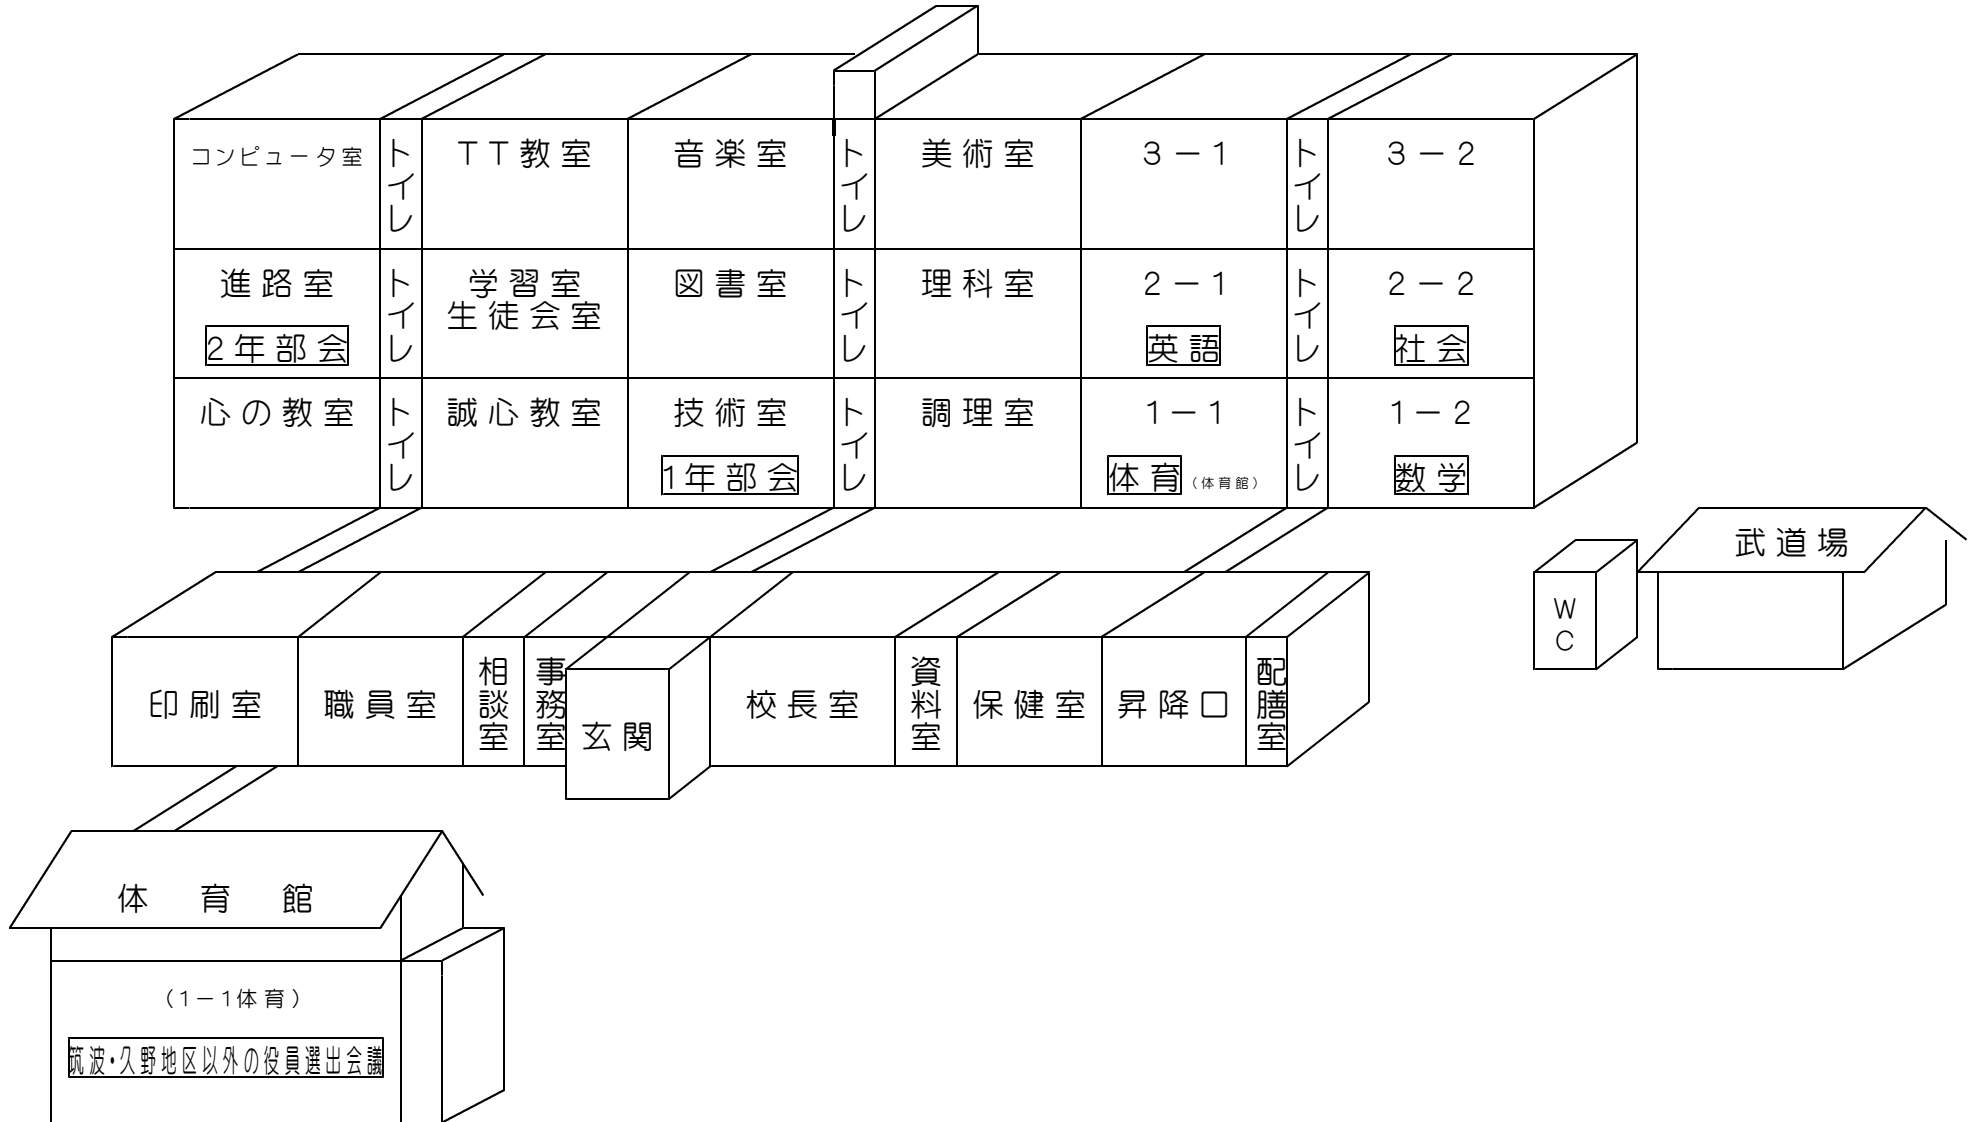 コンピュータ室
トイレ
ＴＴ教室
音楽室
トイレ
美術室
３－１
トイレ
３－２
進路室
２年部会
トイレ
学習室
生徒会室
図書室
トイレ
理科室
２－１
英語
トイレ
２－２
社会
心の教室
トイレ
誠心教室
技術室
1年部会
トイレ
調理室
１－１
体育（体育館）
トイレ
１－２
数学
武道場
WC
印刷室
職員室
相談室
事務室
玄関
校長室
資料室
保健室
昇降口
配膳室
体育館
（１－１体育）
筑波・久野地区以外の役員選出会議